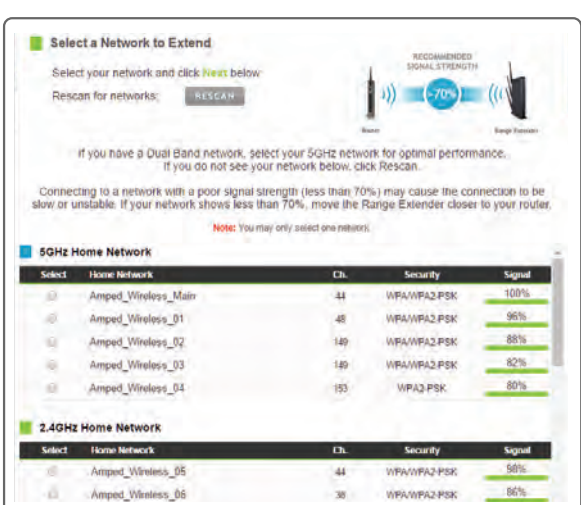 Select a Network to Extend
Select your network and click Next below
Rescan for networks: RESCAN
RECOMMENDED
SIGNAL STRENGTH
>70%
Router
Range Extender
If you have a Dual Band network, select your 5GHz network for optimal performance.
If you do not see your network below, click Rescan.
Connecting to a network with a poor signal strength (less than 70%) may cause the connection to be
slow or unstable. If your network shows less than 70%, move the Range Extender closer to your router.
Note: You may only select one network.
5GHz Home Network
Select Home Network Ch. Security Signal
Amped_Wireless_Main 44 WPA/WPA2-PSK 100%
Amped_Wireless_01 48 WPA/WPA2-PSK 96%
Amped_Wireless_02 149 WPA/WPA2-PSK 88%
Amped_Wireless_03 149 WPA/WPA2-PSK 82%
Amped_Wireless_04 153 WPA2-PSK 80%
2.4GHz Home Network
Select Home Network Ch. Security Signal
Amped_Wireless_05 44 WPA/WPA2-PSK
Amped_Wireless_06 38 WPA/WPA2-PSK 86%